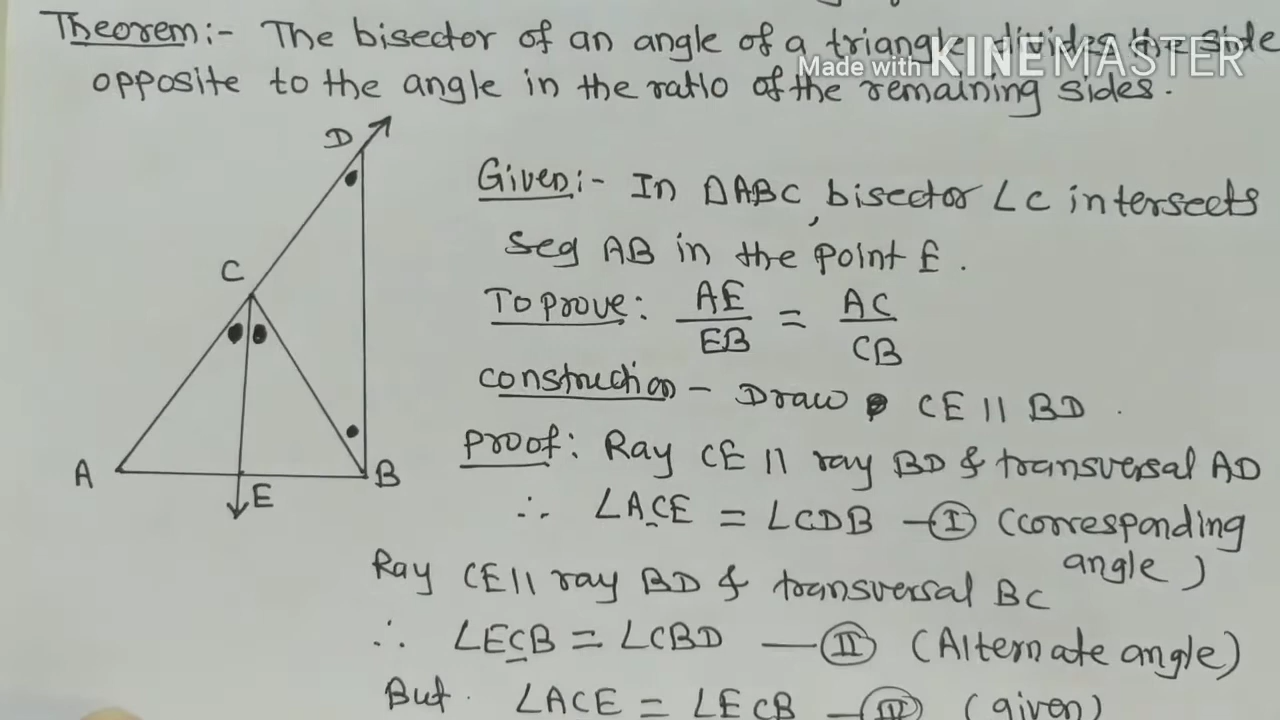 Theorem:- The bisector of an angle of a triangle divides the side
Made with KINEMASTER
opposite to the angle in the ratio of the remaining sides.
D
C
A
B
E
Given:- In ΔABC, bisector ∠C intersects
seg AB in the point E.
To prove: AE/EB = AC/CB
construction - Draw CE || BD.
Proof: Ray CE || ray BD & transversal AD
∴ ∠ACE = ∠CDB —Ⓘ (corresponding
angle)
Ray CE || ray BD & transversal BC
∴ ∠ECB = ∠CBD — II (Alternate angle)
But. ∠ACE = ∠ECB — III (given)